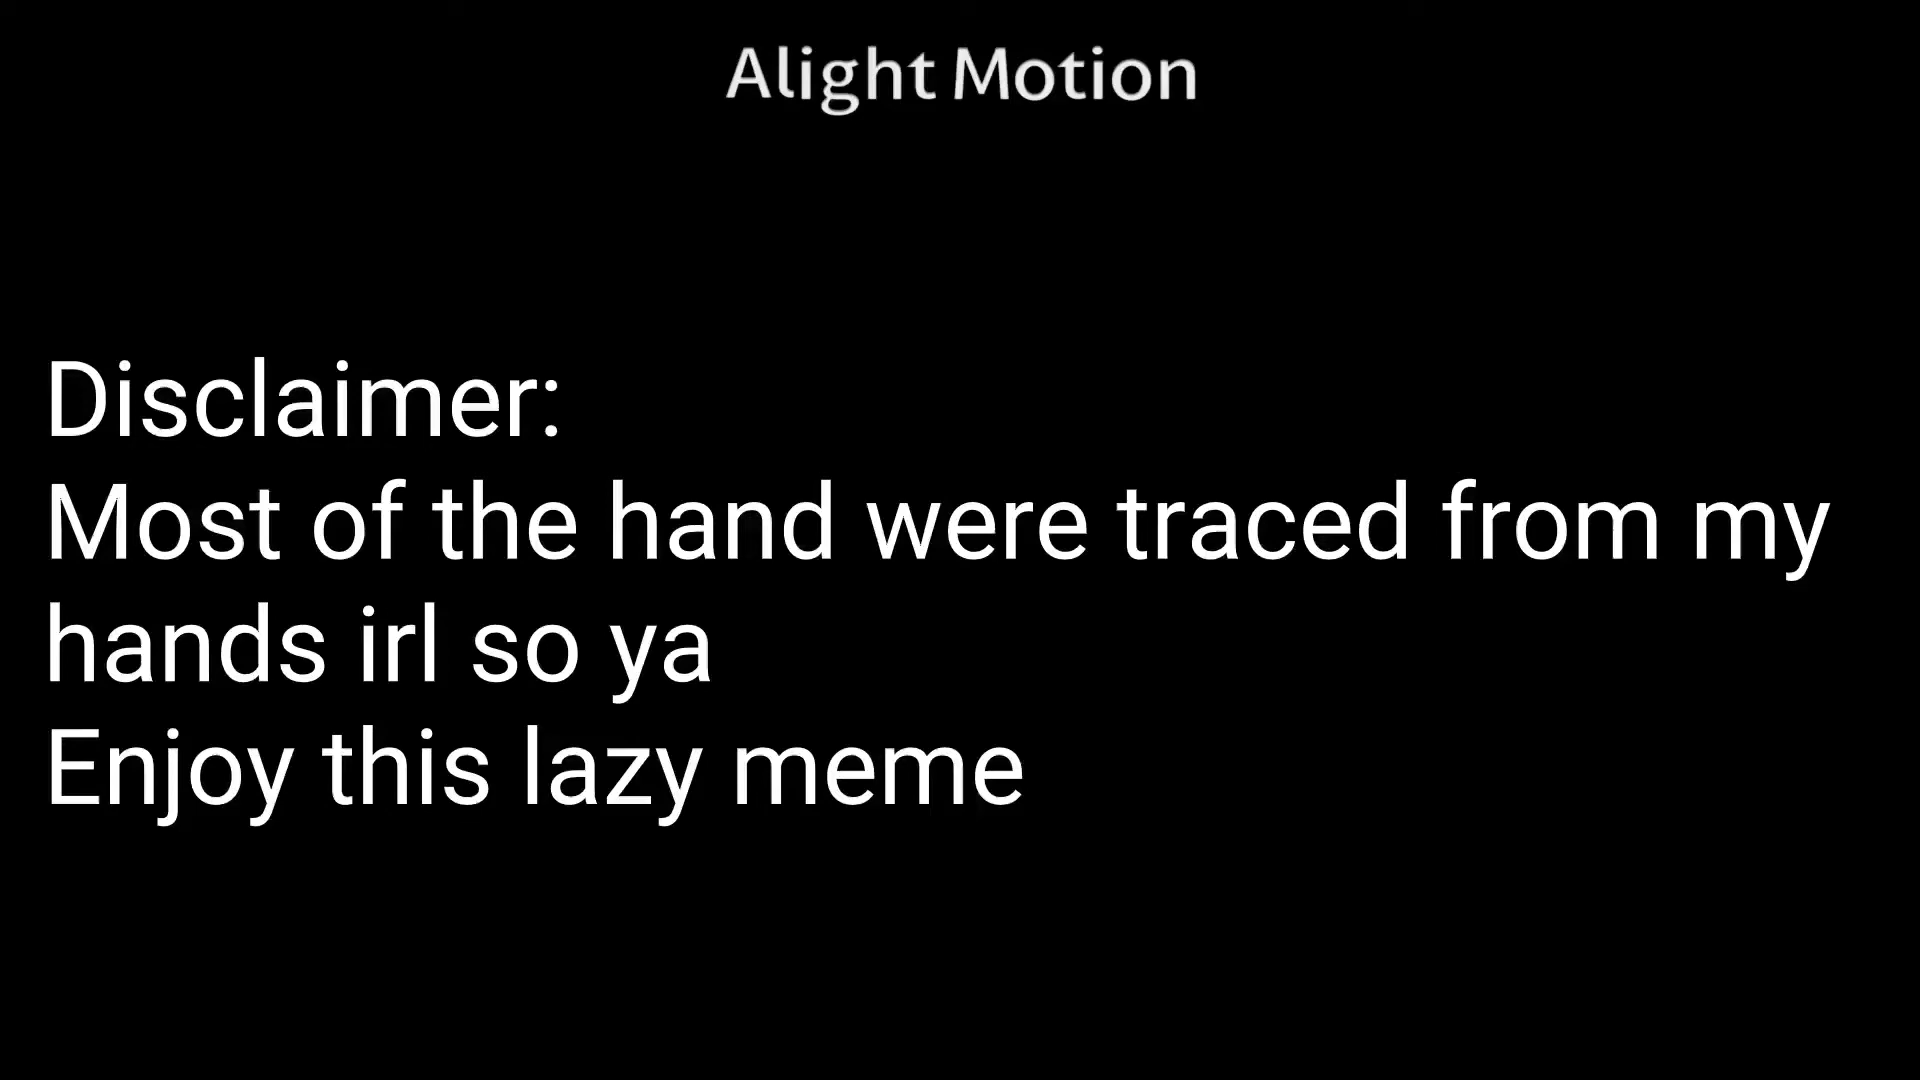 Alight Motion
Disclaimer:
Most of the hand were traced from my
hands irl so ya
Enjoy this lazy meme